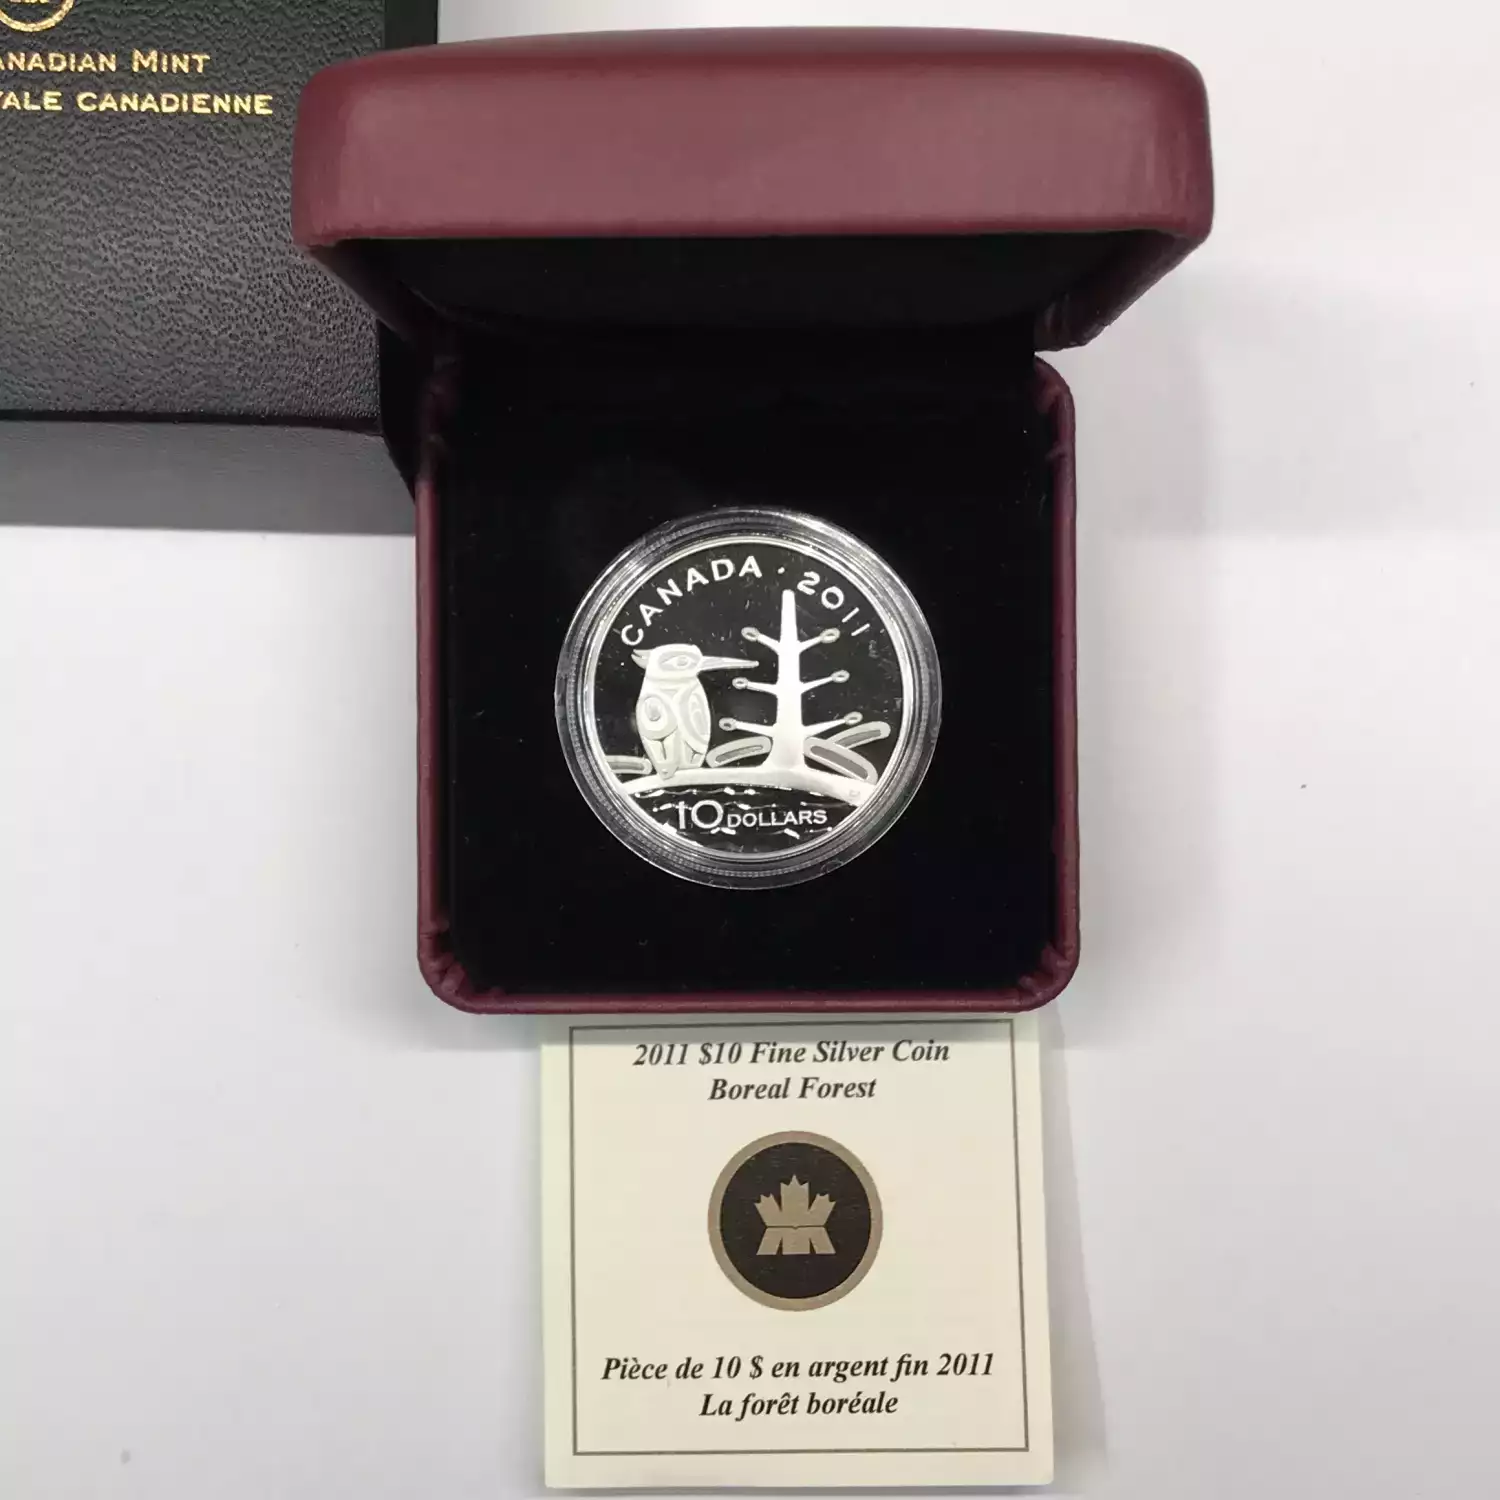 ANADIAN MINT
ALE CANADIENNE
CANADA · 2011
10 DOLLARS
2011 $10 Fine Silver Coin
Boreal Forest
Pièce de 10 $ en argent fin 2011
La forêt boréale